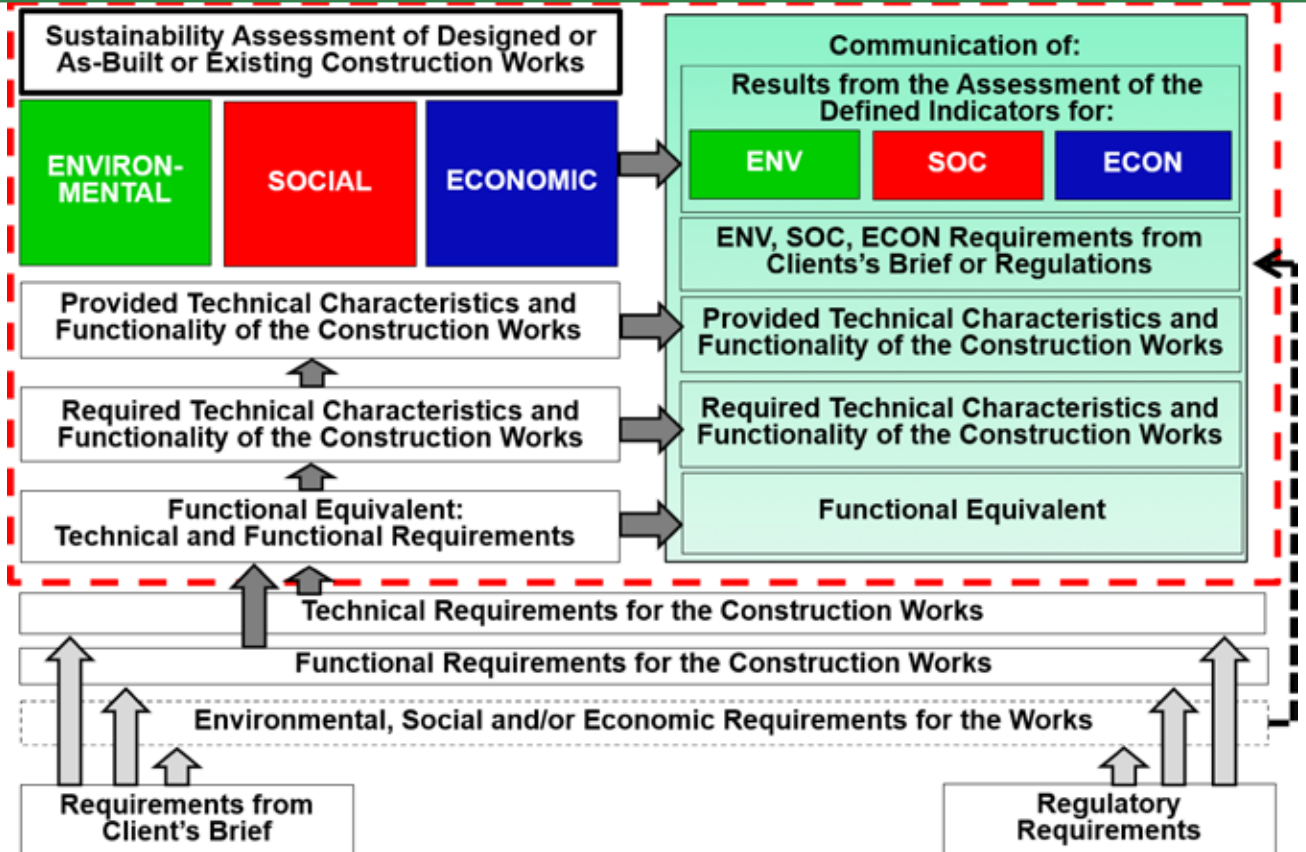 Sustainability Assessment of Designed or
As-Built or Existing Construction Works
ENVIRON-
MENTAL
SOCIAL
ECONOMIC
Provided Technical Characteristics and
Functionality of the Construction Works
Required Technical Characteristics and
Functionality of the Construction Works
Functional Equivalent:
Technical and Functional Requirements
Communication of:
Results from the Assessment of the
Defined Indicators for:
ENV
SOC
ECON
ENV, SOC, ECON Requirements from
Clients's Brief or Regulations
Provided Technical Characteristics and
Functionality of the Construction Works
Required Technical Characteristics and
Functionality of the Construction Works
Functional Equivalent
Technical Requirements for the Construction Works
Functional Requirements for the Construction Works
Environmental, Social and/or Economic Requirements for the Works
Requirements from
Client's Brief
Regulatory
Requirements